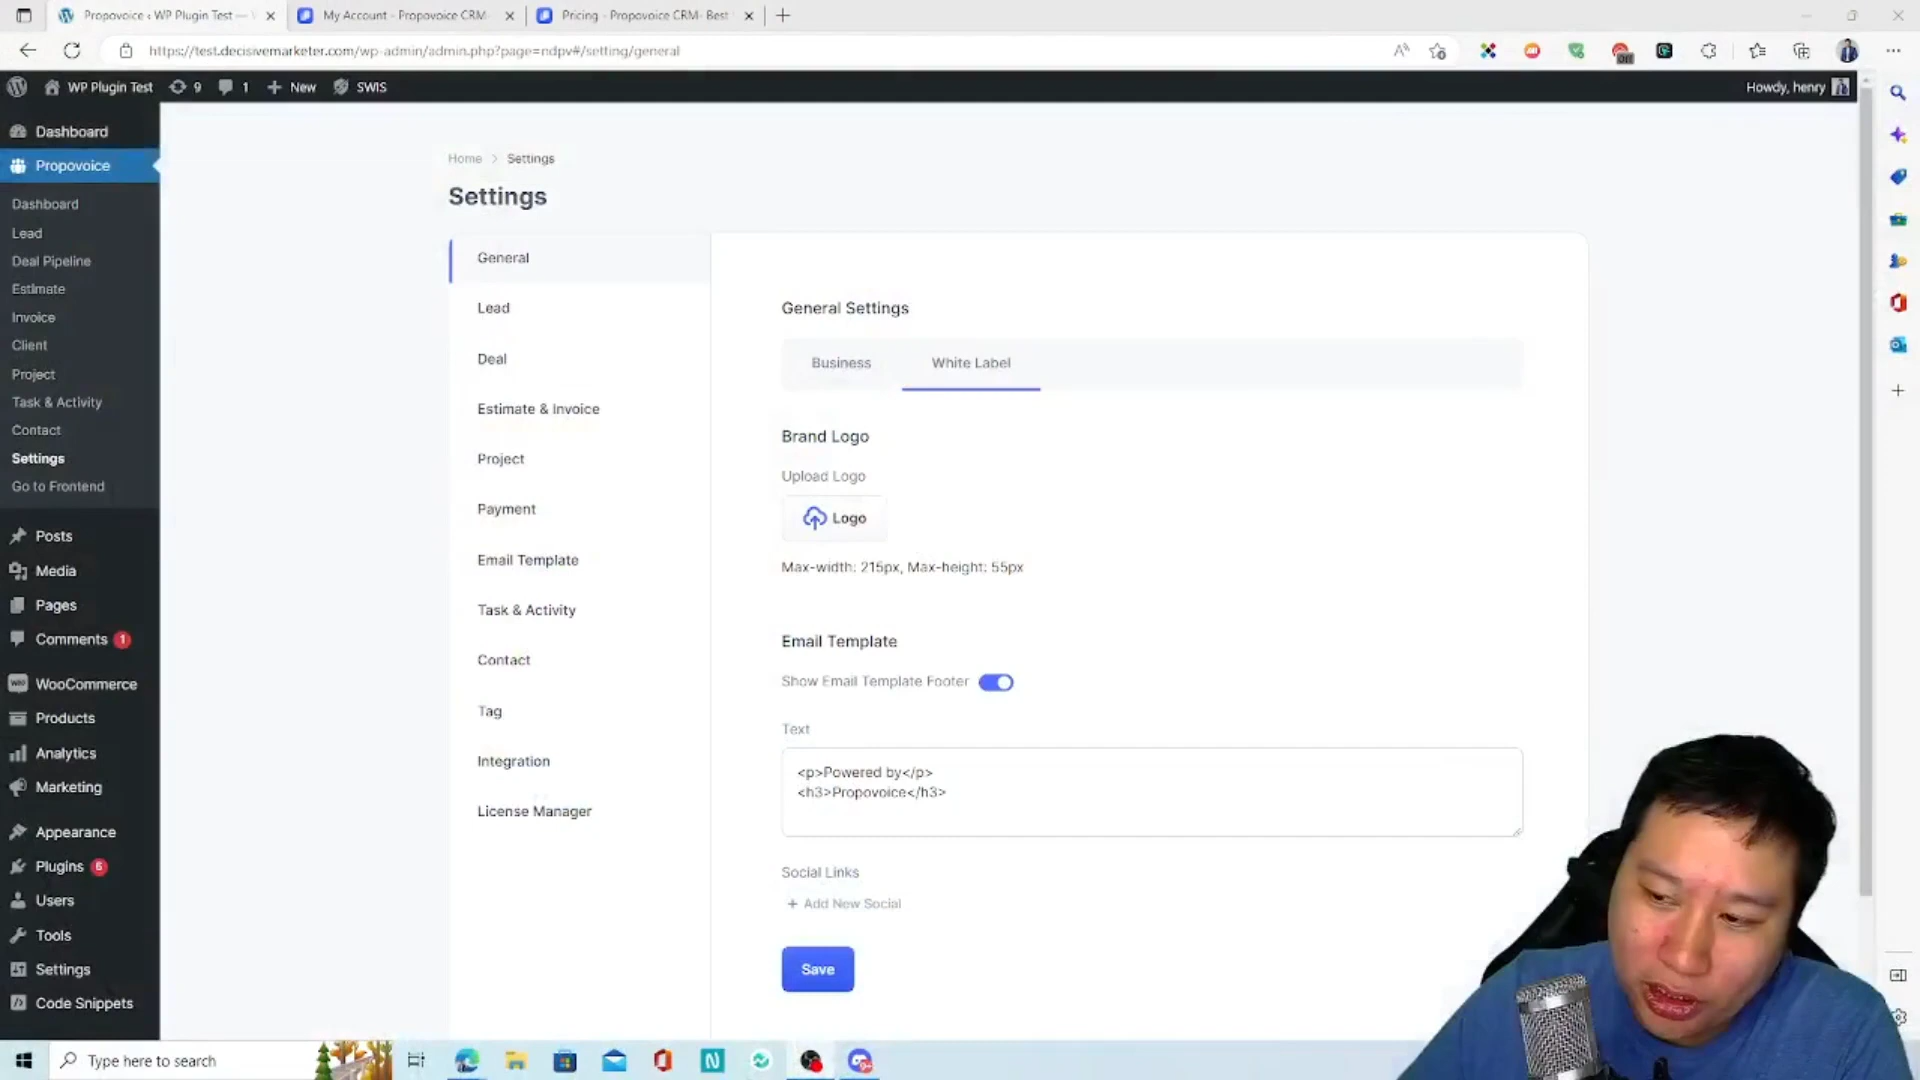 Propovoice ‹ WP Plugin Test —
My Account - Propovoice CRM
Pricing - Propovoice CRM- Best
https://test.decisivemarketer.com/wp-admin/admin.php?page=ndpv#/setting/general
WP Plugin Test
9
1
New
SWIS
Howdy, henry
Dashboard
Propovoice
Dashboard
Lead
Deal Pipeline
Estimate
Invoice
Client
Project
Task & Activity
Contact
Settings
Go to Frontend
Posts
Media
Pages
Comments 1
WooCommerce
Products
Analytics
Marketing
Appearance
Plugins 6
Users
Tools
Settings
Code Snippets
Home > Settings
Settings
General
Lead
Deal
Estimate & Invoice
Project
Payment
Email Template
Task & Activity
Contact
Tag
Integration
License Manager
General Settings
Business
White Label
Brand Logo
Upload Logo
Logo
Max-width: 215px, Max-height: 55px
Email Template
Show Email Template Footer
Text
<p>Powered by</p>
<h3>Propovoice</h3>
Social Links
+ Add New Social
Save
Type here to search